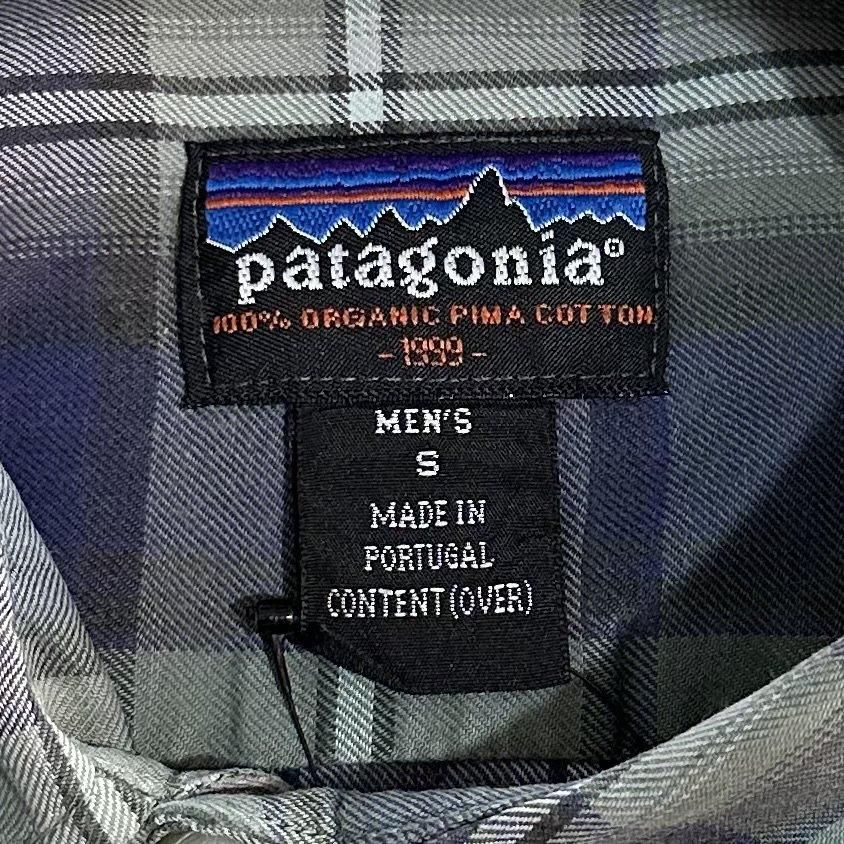 patagonia®
100% ORGANIC PIMA COTTON
-1999-
MEN'S
S
MADE IN
PORTUGAL
CONTENT (OVER)